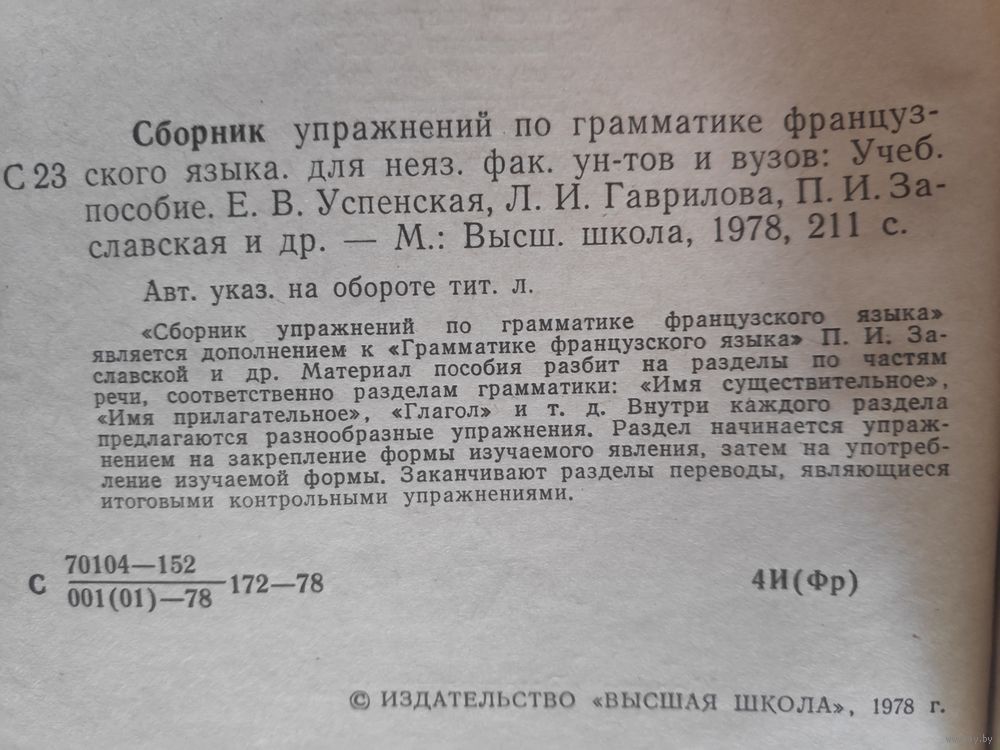 Сборник упражнений по грамматике француз-
С 23 ского языка. для неяз. фак. ун-тов и вузов: Учеб.
пособие. Е. В. Успенская, Л. И. Гаврилова, П. И. За-
славская и др. — М.: Высш. школа, 1978, 211 с.
Авт. указ. на обороте тит. л.
«Сборник упражнений по грамматике французского языка»
является дополнением к «Грамматике французского языка» П. И. За-
славской и др. Материал пособия разбит на разделы по частям
речи, соответственно разделам грамматики: «Имя существительное»,
«Имя прилагательное», «Глагол» и т. д. Внутри каждого раздела
предлагаются разнообразные упражнения. Раздел начинается упраж-
нением на закрепление формы изучаемого явления, затем на употреб-
ление изучаемой формы. Заканчивают разделы переводы, являющиеся
итоговыми контрольными упражнениями.
70104—152
С 172—78 4И(Фр)
001(01)—78
© ИЗДАТЕЛЬСТВО «ВЫСШАЯ ШКОЛА», 1978 г.